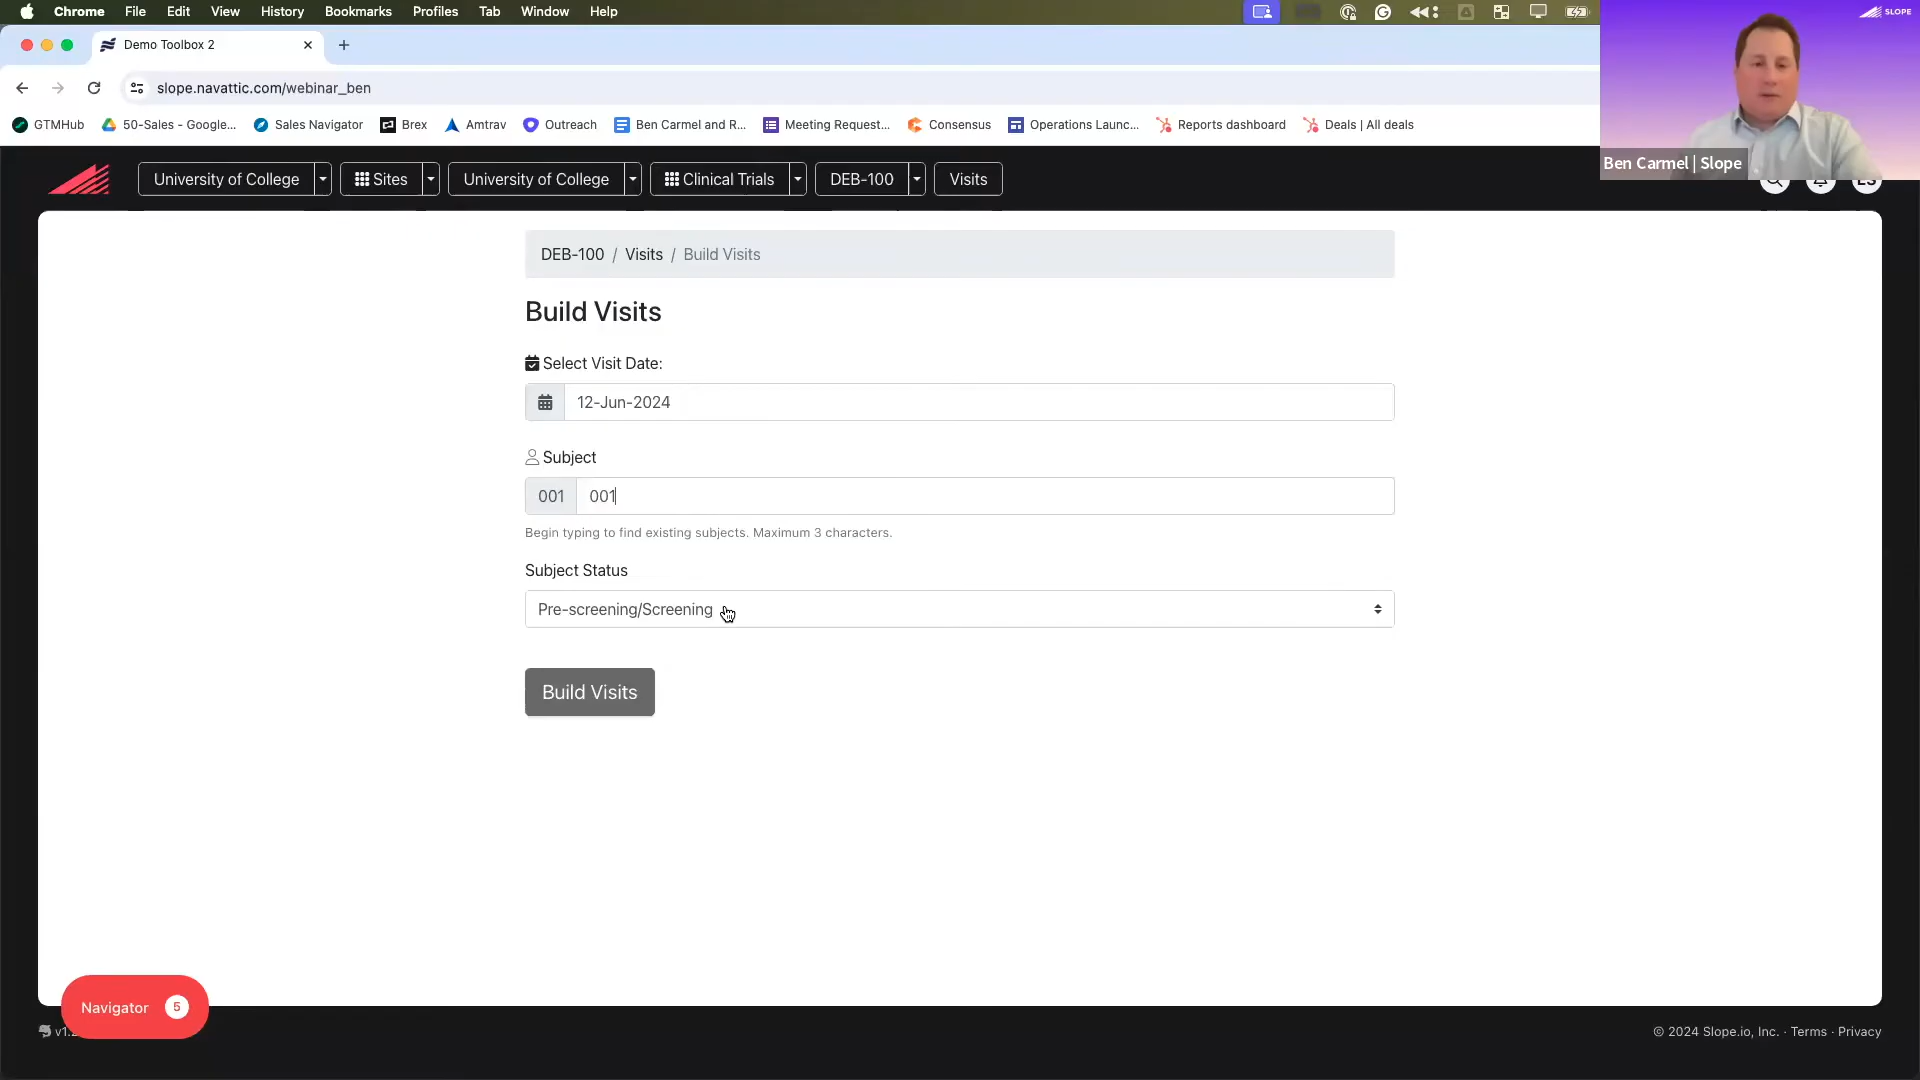 Chrome File Edit View History Bookmarks Profiles Tab Window Help
SLOPE
Demo Toolbox 2
slope.navattic.com/webinar_ben
GTMHub 50-Sales - Google... Sales Navigator Brex Amtrav Outreach Ben Carmel and R... Meeting Request... Consensus Operations Launc... Reports dashboard Deals | All deals
Ben Carmel | Slope
University of College Sites University of College Clinical Trials DEB-100 Visits
DEB-100 / Visits / Build Visits
Build Visits
Select Visit Date:
12-Jun-2024
Subject
001 001
Begin typing to find existing subjects. Maximum 3 characters.
Subject Status
Pre-screening/Screening
Build Visits
Navigator 5
© 2024 Slope.io, Inc. · Terms · Privacy